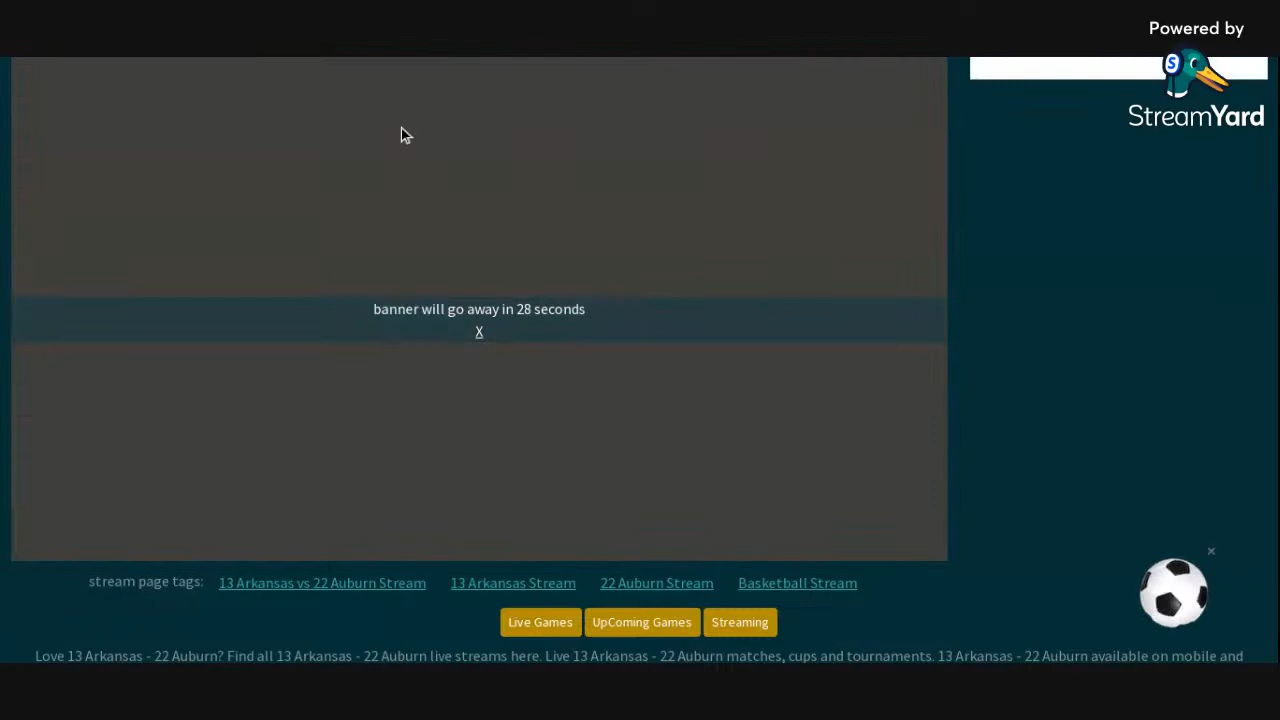 Powered by
StreamYard
banner will go away in 28 seconds
X
stream page tags: 13 Arkansas vs 22 Auburn Stream 13 Arkansas Stream 22 Auburn Stream Basketball Stream
Live Games UpComing Games Streaming
Love 13 Arkansas - 22 Auburn? Find all 13 Arkansas - 22 Auburn live streams here. Live 13 Arkansas - 22 Auburn matches, cups and tournaments. 13 Arkansas - 22 Auburn available on mobile and